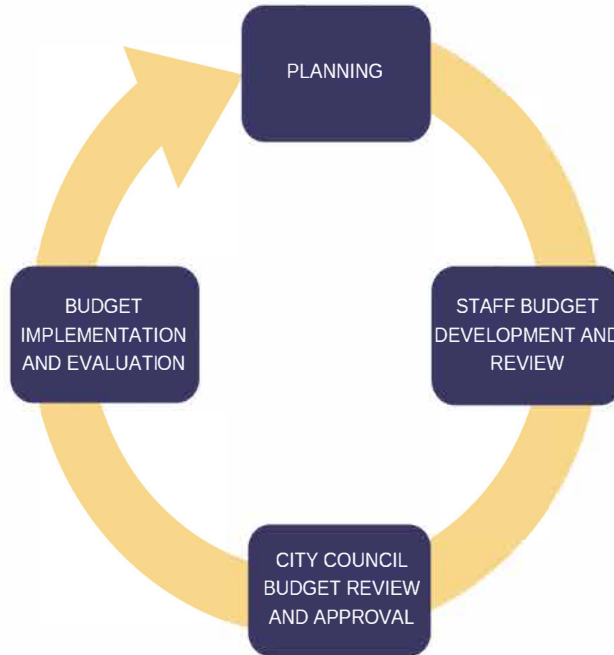 PLANNING
STAFF BUDGET
DEVELOPMENT AND
REVIEW
CITY COUNCIL
BUDGET REVIEW
AND APPROVAL
BUDGET
IMPLEMENTATION
AND EVALUATION